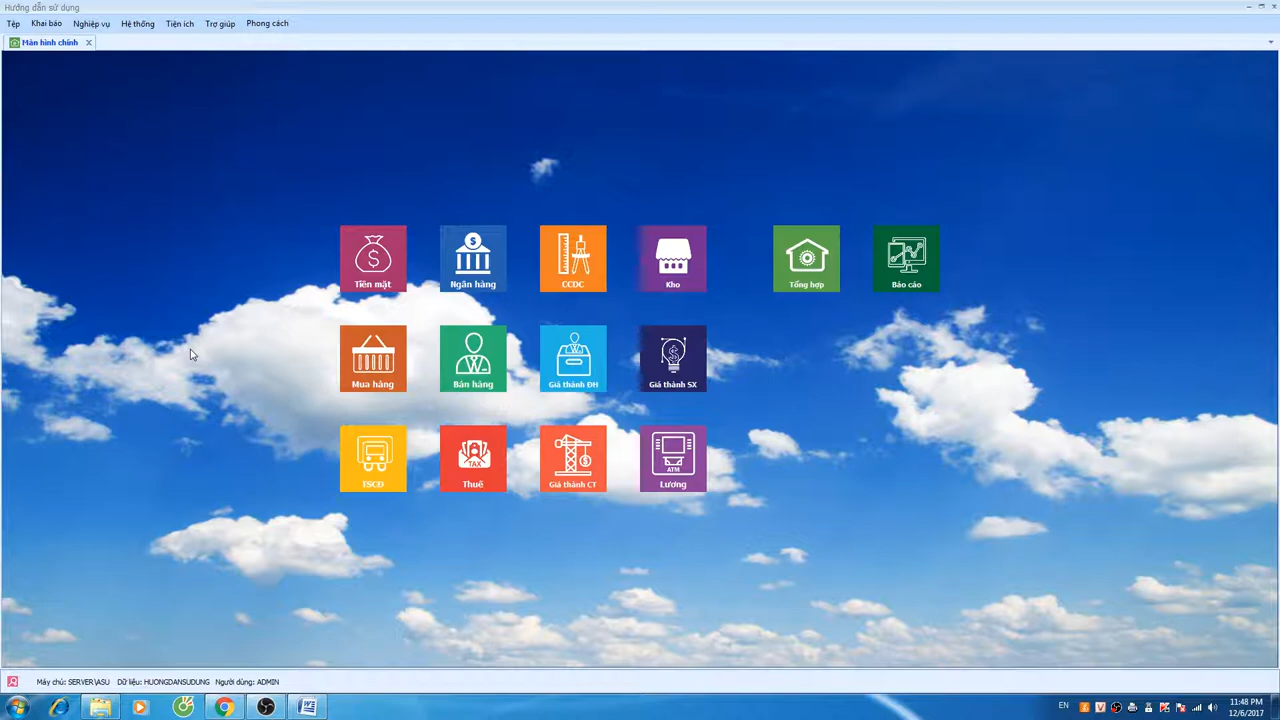 Hướng dẫn sử dụng
Tệp Khai báo Nghiệp vụ Hệ thống Tiện ích Trợ giúp Phong cách
Màn hình chính
Tiền mặt Ngân hàng CCDC Kho Tổng hợp Báo cáo
Mua hàng Bán hàng Giá thành ĐH Giá thành SX
TSCĐ TAX Thuế Giá thành CT ATM Lương
Máy chủ: SERVER\ASU Dữ liệu: HUONGDANSUDUNG Người dùng: ADMIN
EN 11:48 PM
12/6/2017